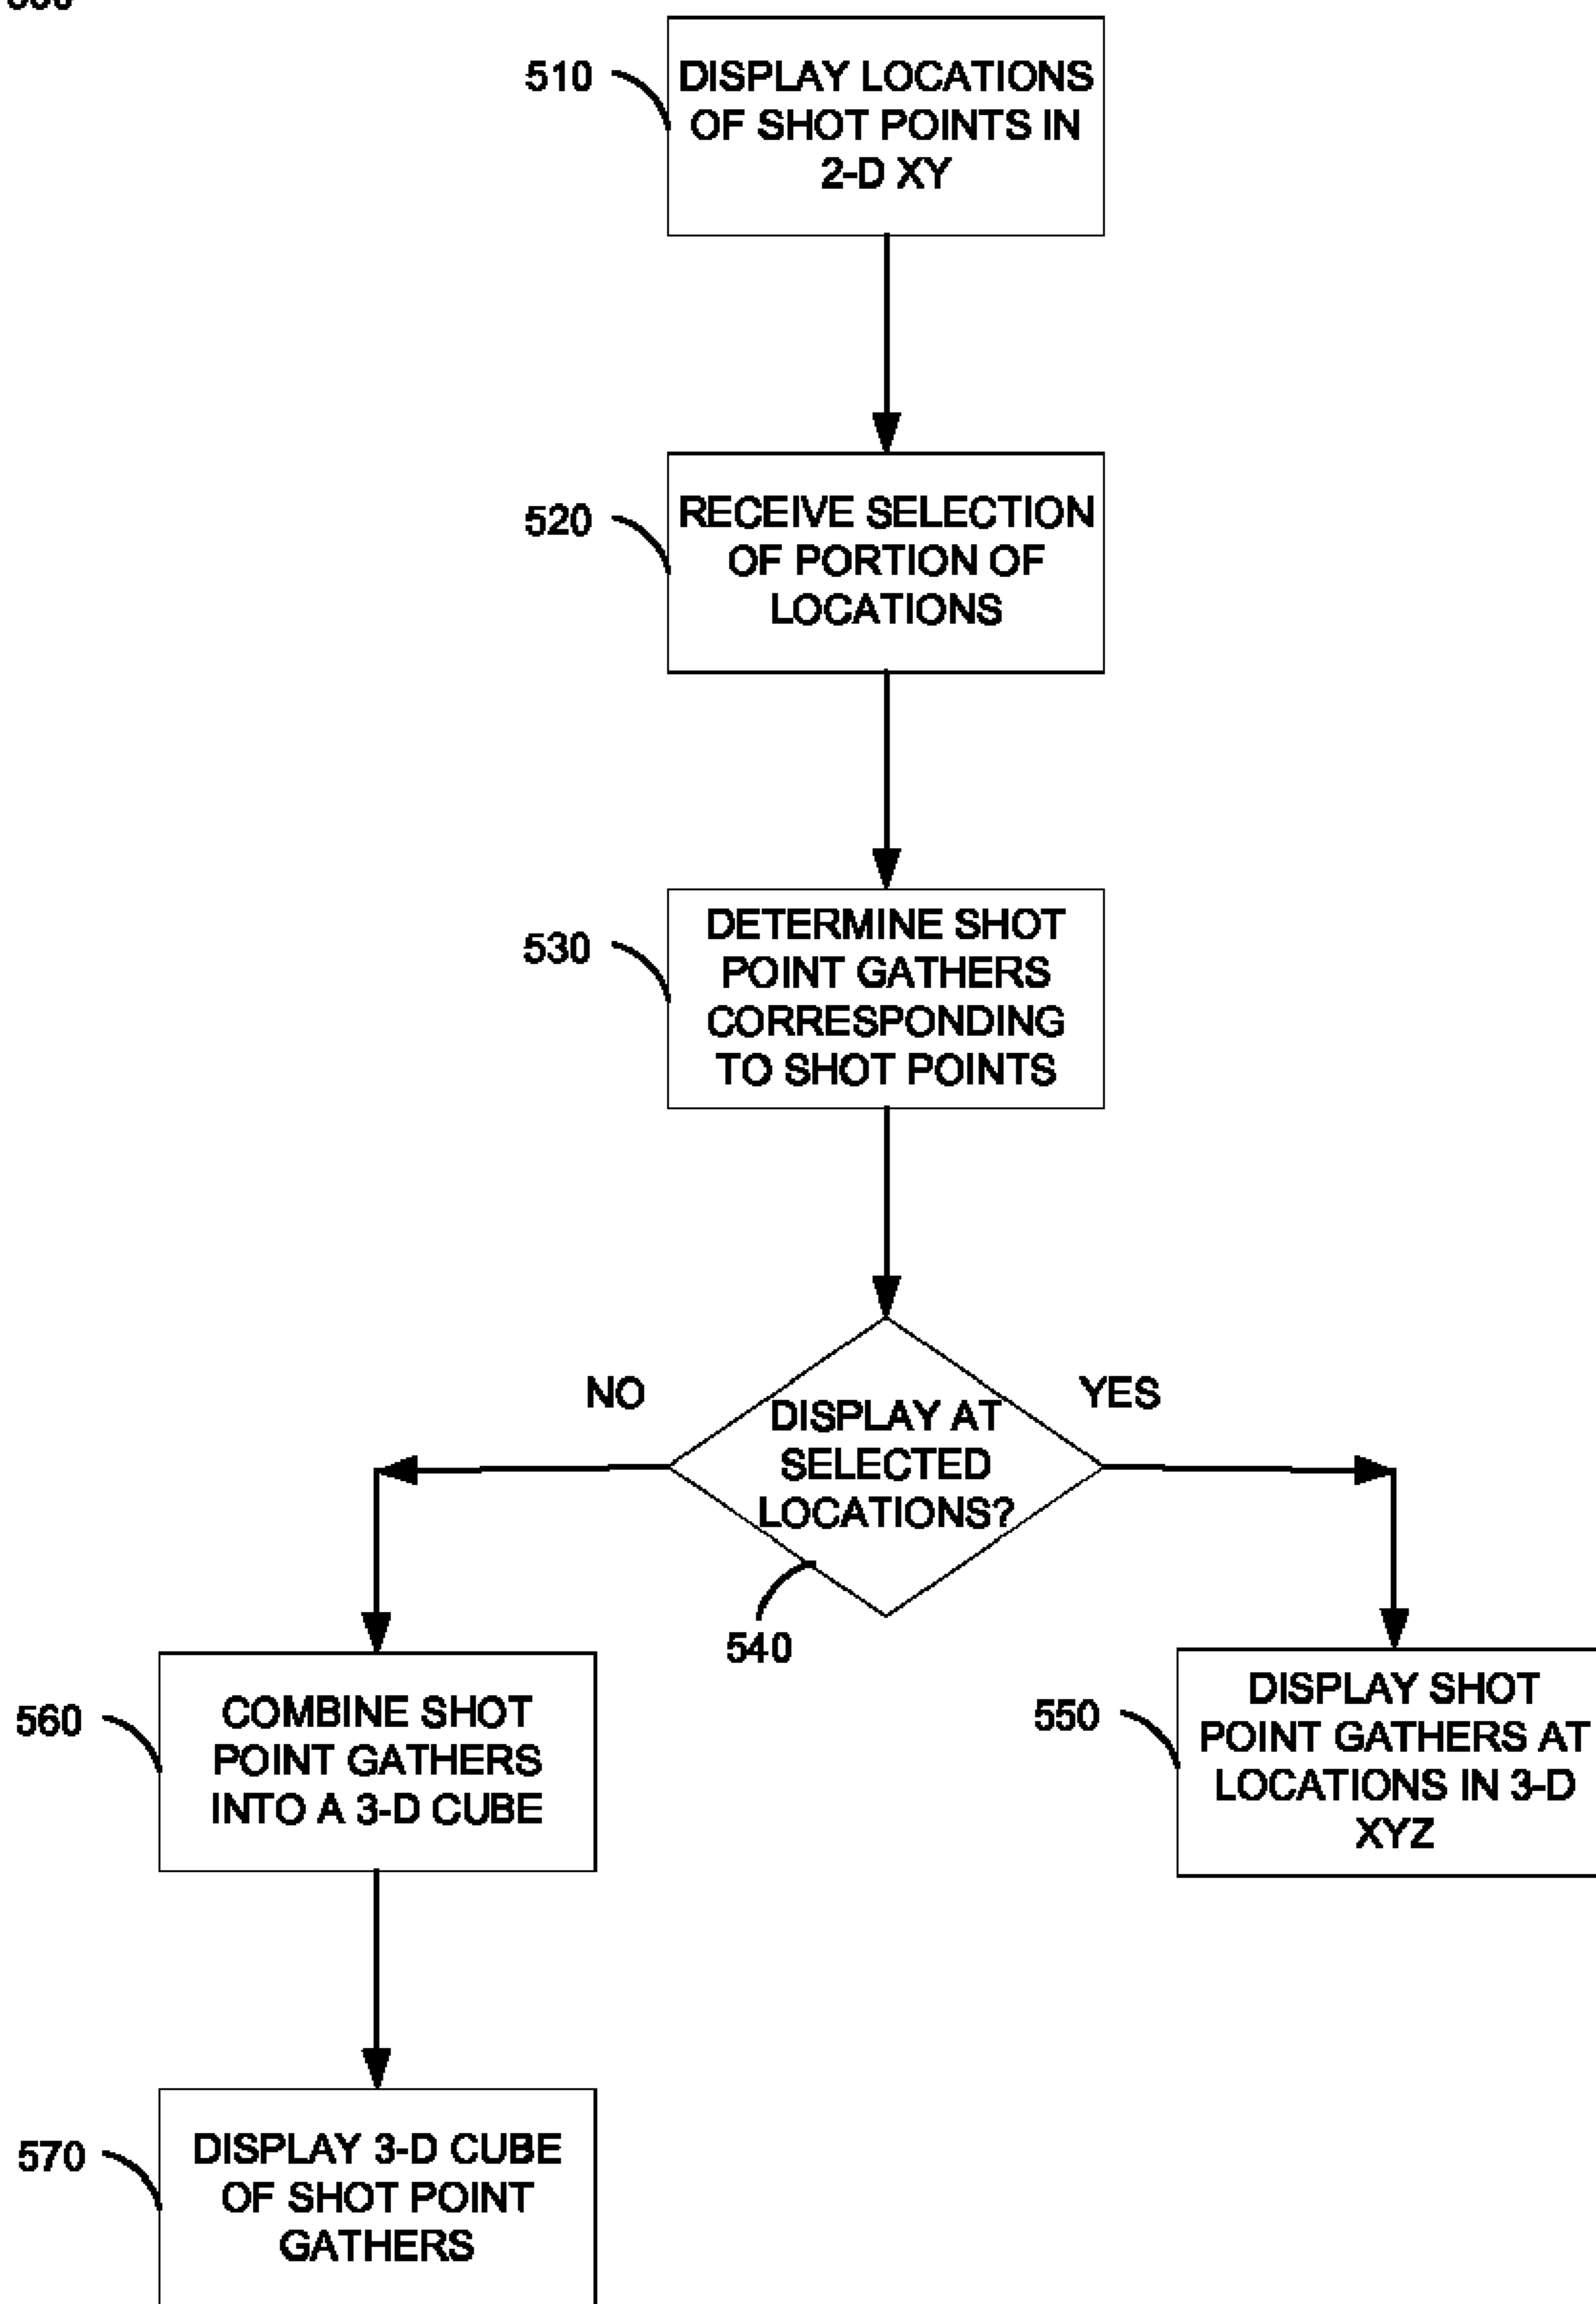 510
DISPLAY LOCATIONS
OF SHOT POINTS IN
2-D XY
520
RECEIVE SELECTION
OF PORTION OF
LOCATIONS
530
DETERMINE SHOT
POINT GATHERS
CORRESPONDING
TO SHOT POINTS
NO
YES
DISPLAY AT
SELECTED
LOCATIONS?
540
560
COMBINE SHOT
POINT GATHERS
INTO A 3-D CUBE
550
DISPLAY SHOT
POINT GATHERS AT
LOCATIONS IN 3-D
XYZ
570
DISPLAY 3-D CUBE
OF SHOT POINT
GATHERS